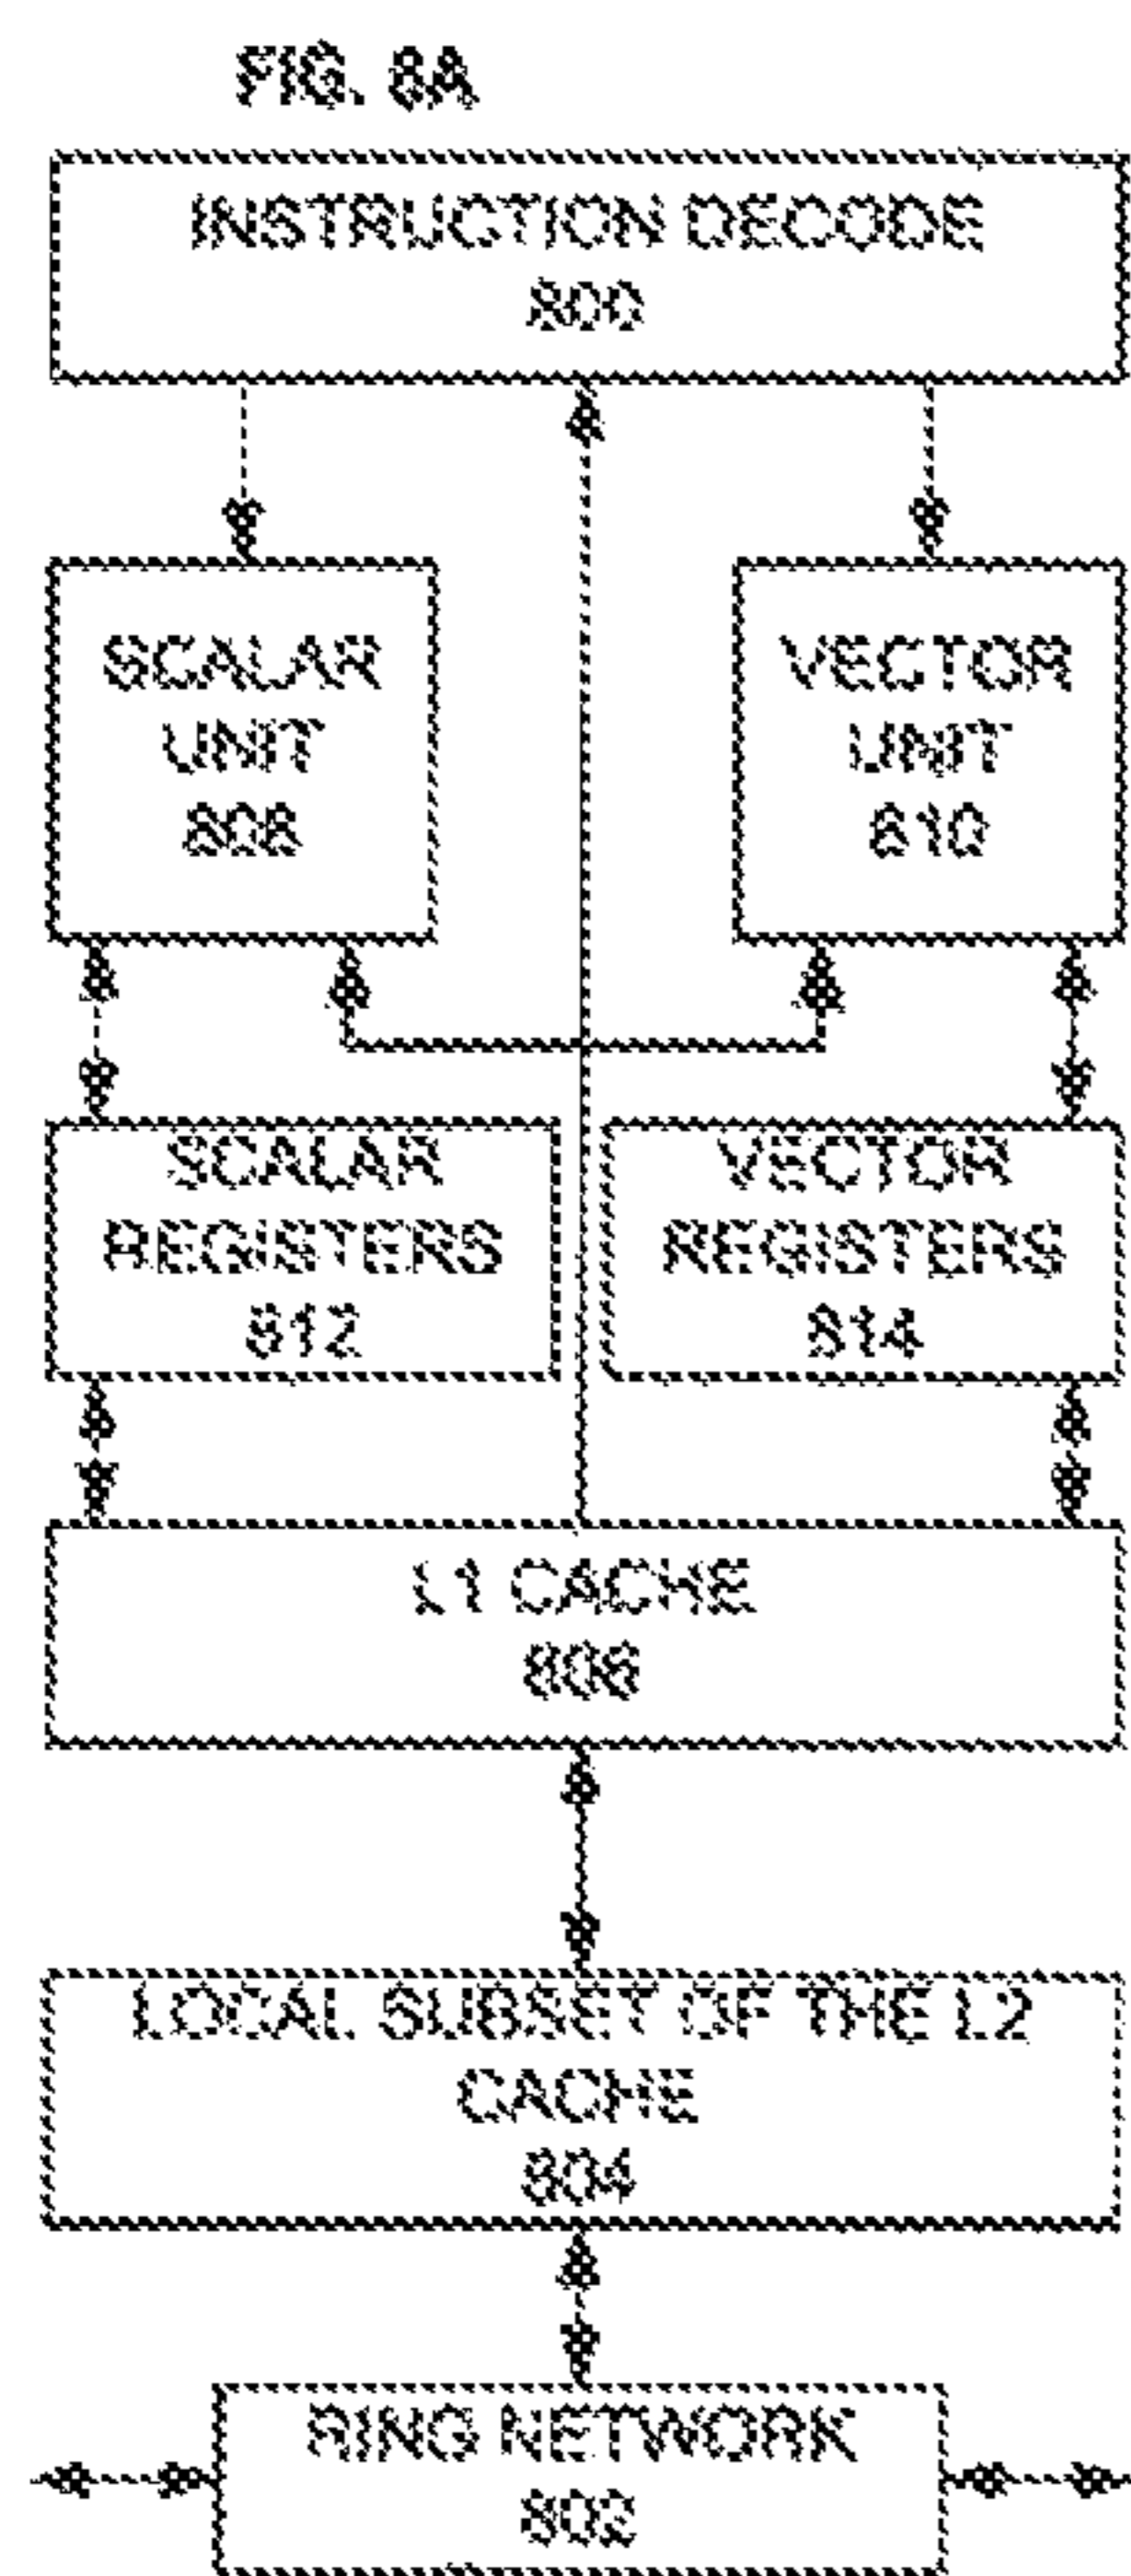 FIG. 8A
INSTRUCTION DECODE
800
SCALAR
UNIT
808
VECTOR
UNIT
810
SCALAR
REGISTERS
812
VECTOR
REGISTERS
814
L1 CACHE
806
LOCAL SUBSET OF THE L2
CACHE
804
RING NETWORK
802